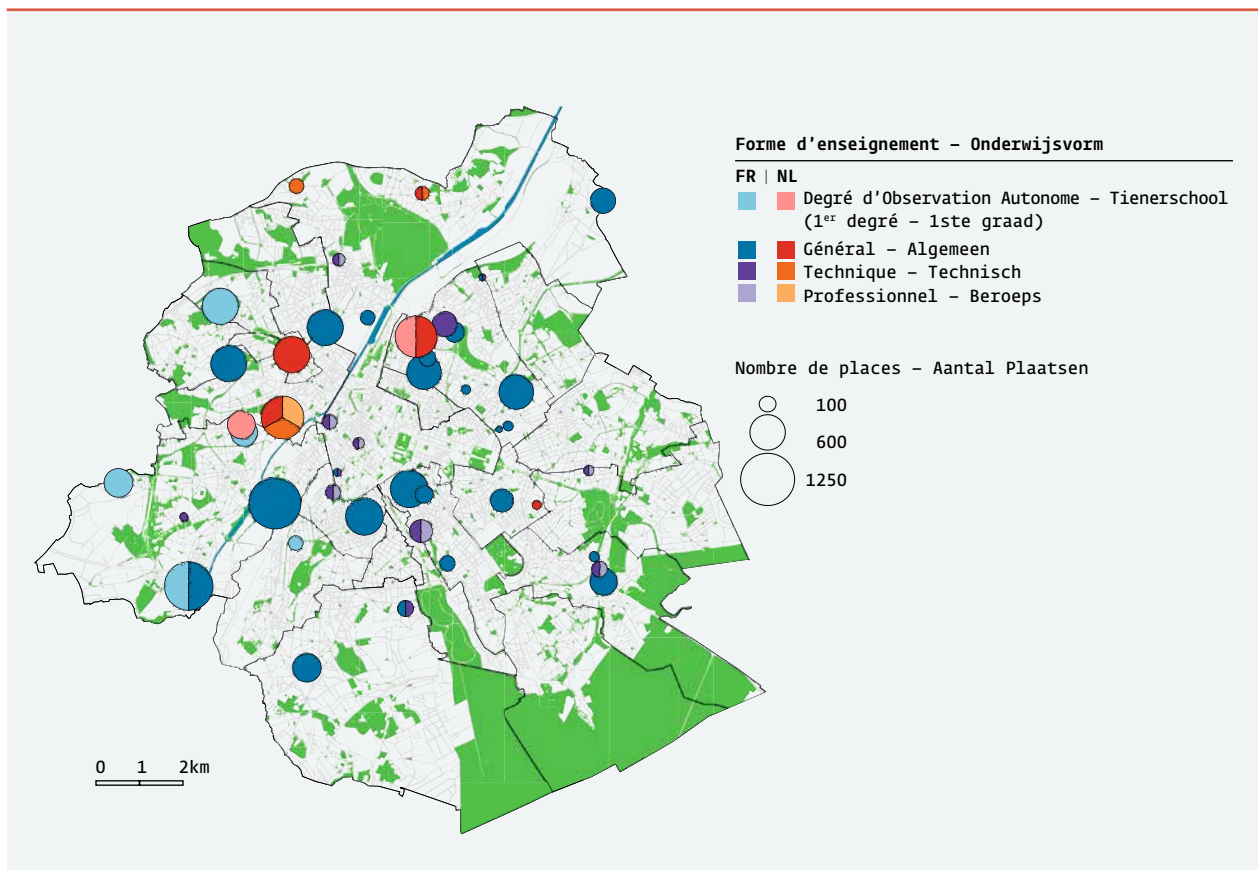 Forme d'enseignement – Onderwijsvorm
FR | NL
Degré d'Observation Autonome – Tienerschool
(1er degré – 1ste graad)
Général – Algemeen
Technique – Technisch
Professionnel – Beroeps
Nombre de places – Aantal Plaatsen
100
600
1250
0 1 2km